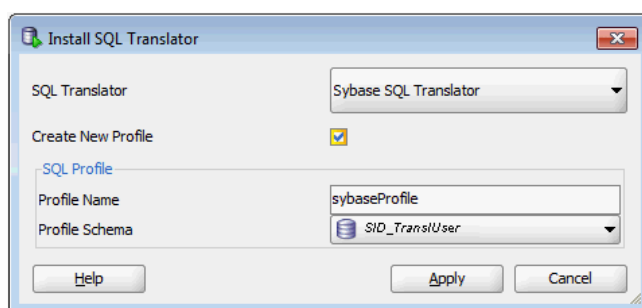 Install SQL Translator
SQL Translator
Sybase SQL Translator
Create New Profile
SQL Profile
Profile Name
sybaseProfile
Profile Schema
SID_TranslUser
Help
Apply
Cancel